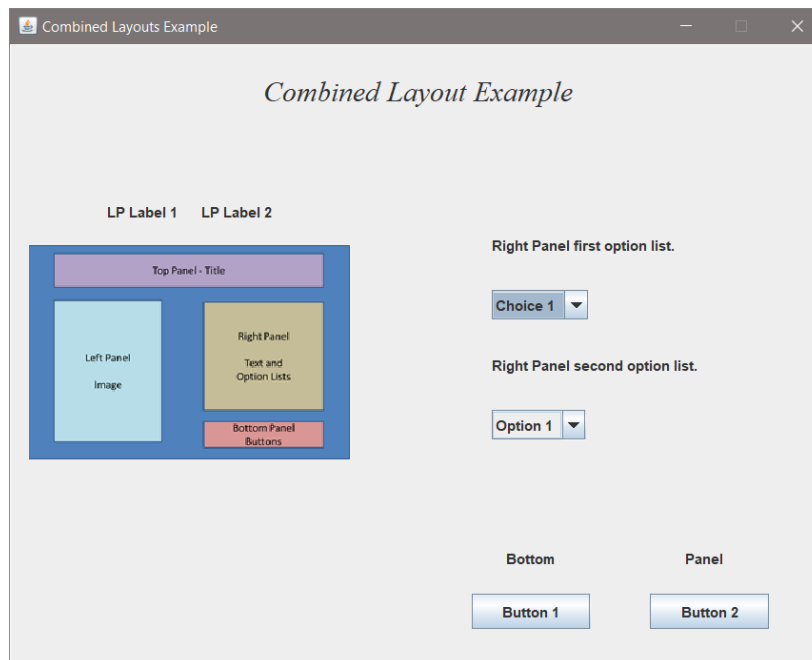 Combined Layouts Example
Combined Layout Example
LP Label 1 LP Label 2
Top Panel - Title
Left Panel
Image
Right Panel
Text and
Option Lists
Bottom Panel
Buttons
Right Panel first option list.
Choice 1
Right Panel second option list.
Option 1
Bottom Panel
Button 1 Button 2